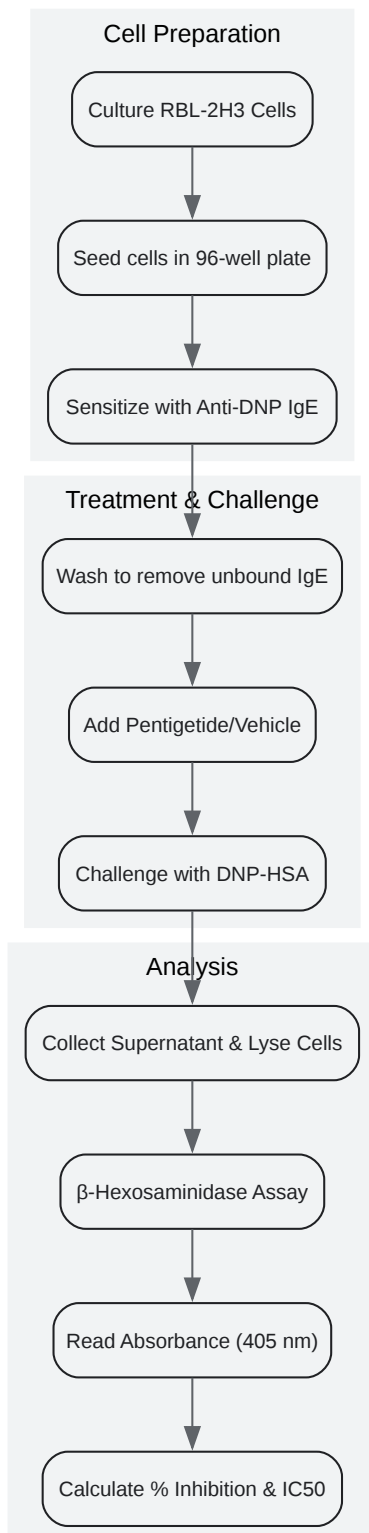 Cell Preparation
Culture RBL-2H3 Cells
Seed cells in 96-well plate
Sensitize with Anti-DNP IgE
Treatment & Challenge
Wash to remove unbound IgE
Add Pentigetide/Vehicle
Challenge with DNP-HSA
Analysis
Collect Supernatant & Lyse Cells
β-Hexosaminidase Assay
Read Absorbance (405 nm)
Calculate % Inhibition & IC50